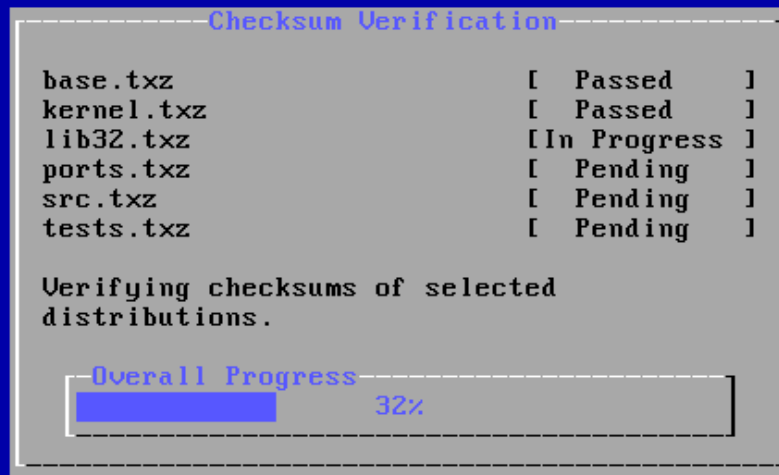 Checksum Verification
base.txz [ Passed ]
kernel.txz [ Passed ]
lib32.txz [In Progress ]
ports.txz [ Pending ]
src.txz [ Pending ]
tests.txz [ Pending ]
Verifying checksums of selected
distributions.
Overall Progress
32%